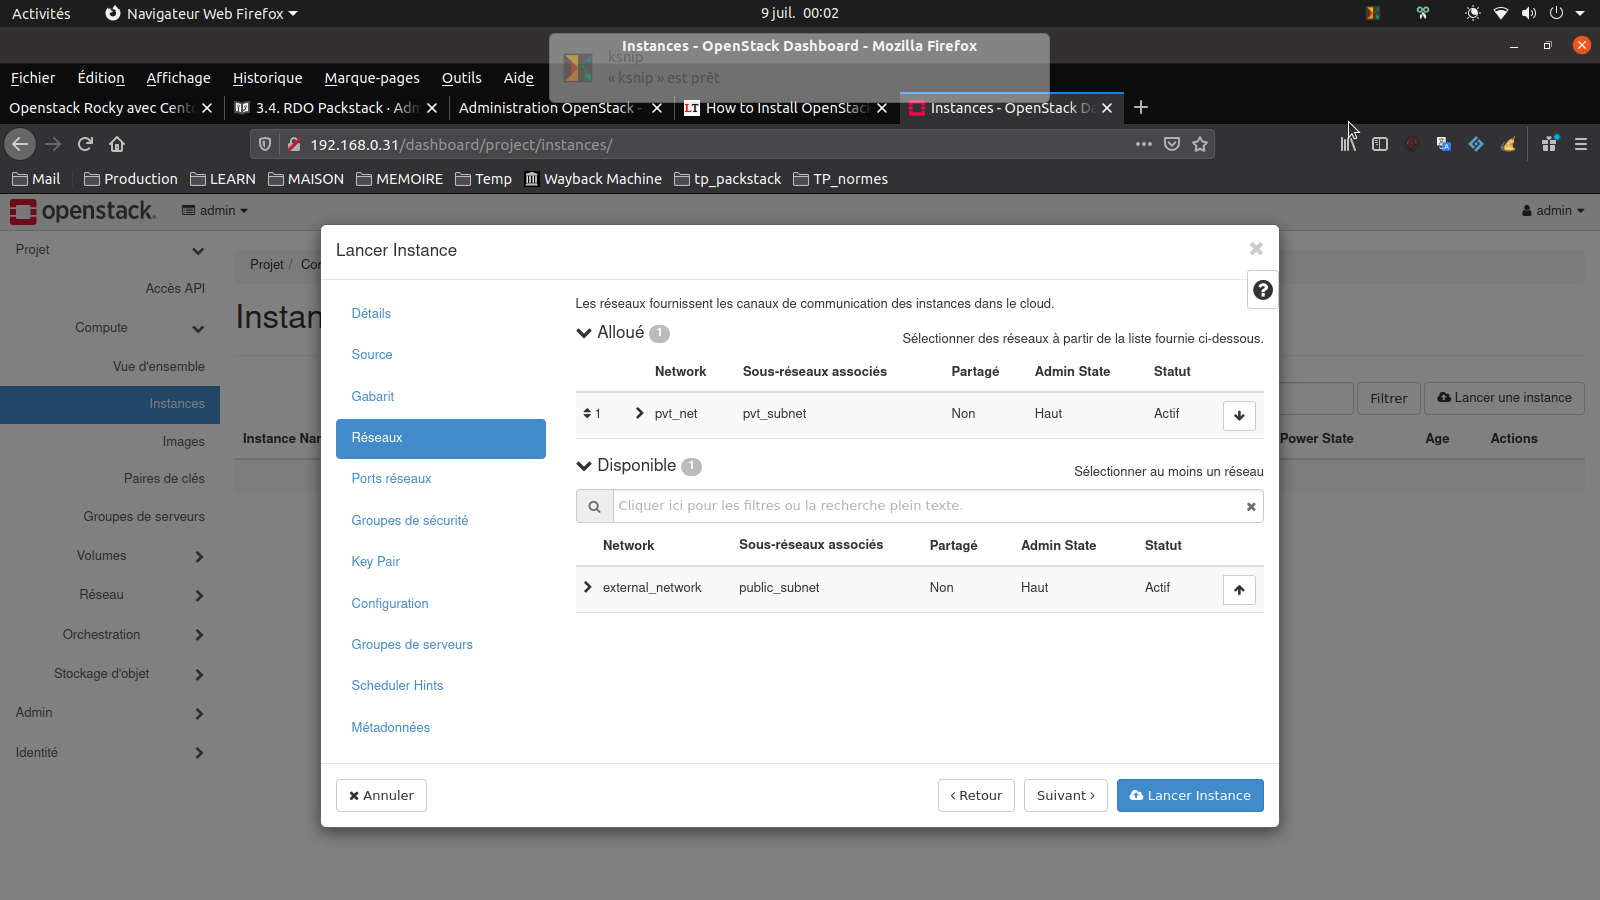 Activités
Navigateur Web Firefox
9 juil. 00:02
Instances - OpenStack Dashboard - Mozilla Firefox
ksnip
« ksnip » est prêt
Fichier Édition Affichage Historique Marque-pages Outils Aide
Openstack Rocky avec Cent
3.4. RDO Packstack · Adm
Administration OpenStack -
LT How to Install OpenStac
Instances - OpenStack Da
192.168.0.31/dashboard/project/instances/
Mail Production LEARN MAISON MEMOIRE Temp Wayback Machine tp_packstack TP_normes
openstack. admin admin
Projet
Accès API
Compute
Vue d'ensemble
Instances
Images
Paires de clés
Groupes de serveurs
Volumes
Réseau
Orchestration
Stockage d'objet
Admin
Identité
Projet / Co
Instan
Filtrer
Lancer une instance
Instance Nar
Power State Age Actions
Lancer Instance
Détails
Source
Gabarit
Réseaux
Ports réseaux
Groupes de sécurité
Key Pair
Configuration
Groupes de serveurs
Scheduler Hints
Métadonnées
Les réseaux fournissent les canaux de communication des instances dans le cloud.
Alloué 1
Sélectionner des réseaux à partir de la liste fournie ci-dessous.
Network Sous-réseaux associés Partagé Admin State Statut
1 pvt_net pvt_subnet Non Haut Actif
Disponible 1
Sélectionner au moins un réseau
Cliquer ici pour les filtres ou la recherche plein texte.
Network Sous-réseaux associés Partagé Admin State Statut
external_network public_subnet Non Haut Actif
Annuler
Retour
Suivant
Lancer Instance